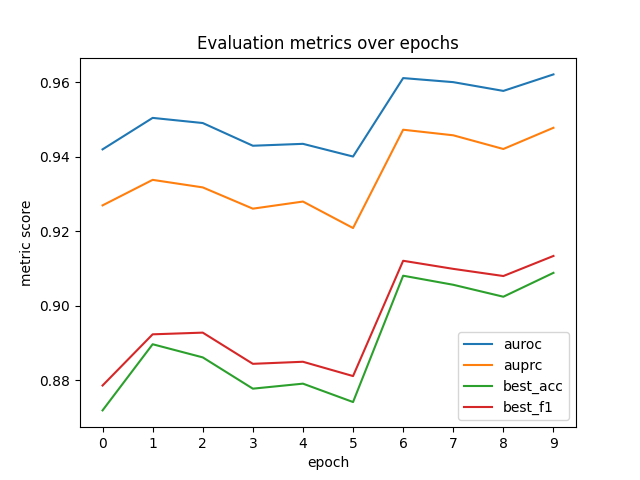 Evaluation metrics over epochs
metric score
0.96
0.94
0.92
0.90
0.88
0 1 2 3 4 5 6 7 8 9
epoch
auroc
auprc
best_acc
best_f1